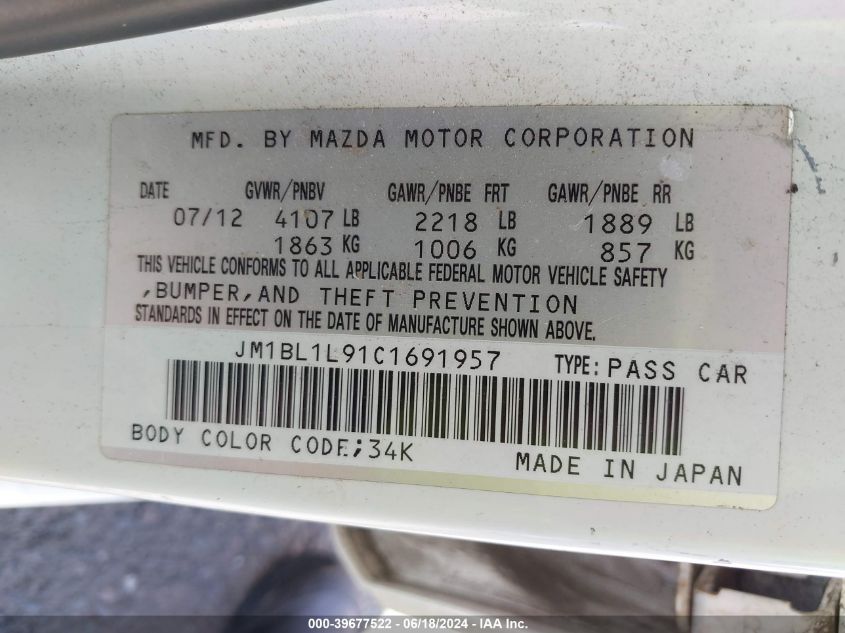 MFD. BY MAZDA MOTOR CORPORATION
DATE GVWR/PNBV GAWR/PNBE FRT GAWR/PNBE RR
07/12 4107 LB 2218 LB 1889 LB
1863 KG 1006 KG 857 KG
THIS VEHICLE CONFORMS TO ALL APPLICABLE FEDERAL MOTOR VEHICLE SAFETY
,BUMPER,AND THEFT PREVENTION
STANDARDS IN EFFECT ON THE DATE OF MANUFACTURE SHOWN ABOVE.
JM1BL1L91C1691957 TYPE: PASS CAR
BODY COLOR CODE;34K MADE IN JAPAN
000-39677522 - 06/18/2024 - IAA Inc.